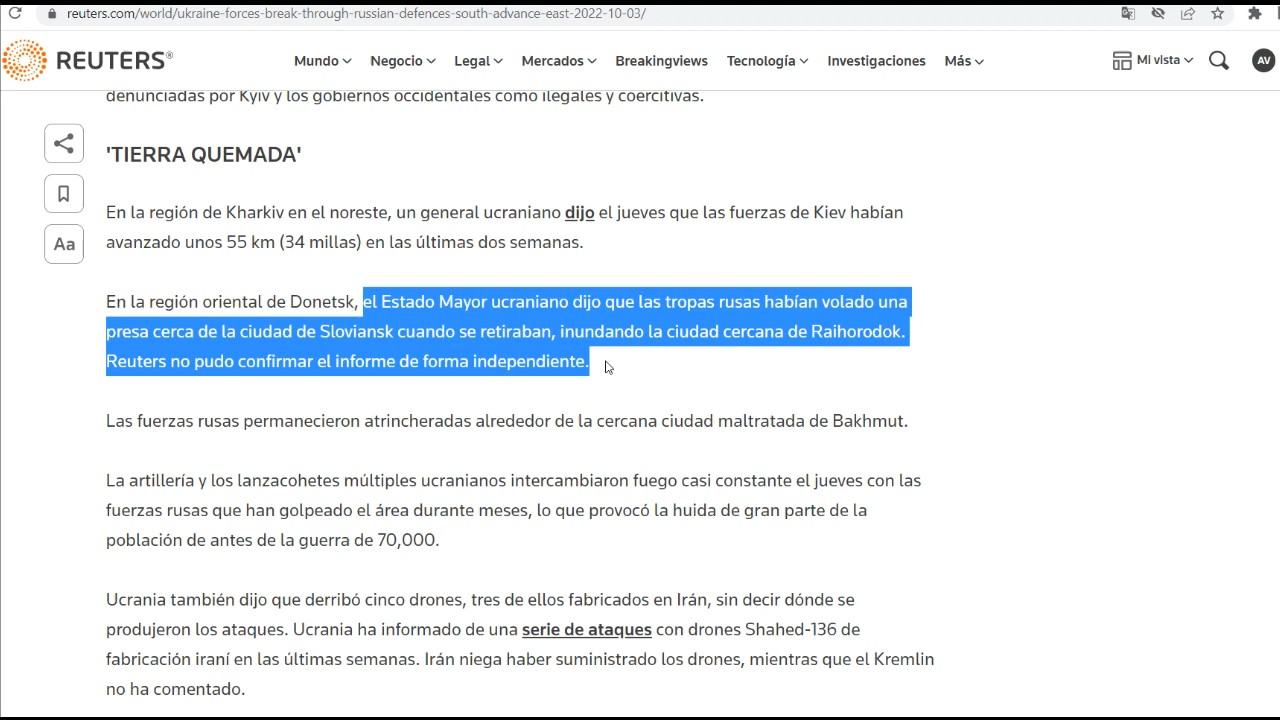 reuters.com/world/ukraine-forces-break-through-russian-defences-south-advance-east-2022-10-03/
REUTERS®
Mundo Negocio Legal Mercados Breakingviews Tecnología Investigaciones Más Mi vista AV
denunciadas por Kyiv y los gobiernos occidentales como ilegales y coercitivas.
'TIERRA QUEMADA'
En la región de Kharkiv en el noreste, un general ucraniano dijo el jueves que las fuerzas de Kiev habían
avanzado unos 55 km (34 millas) en las últimas dos semanas.
Aa
En la región oriental de Donetsk, el Estado Mayor ucraniano dijo que las tropas rusas habían volado una
presa cerca de la ciudad de Sloviansk cuando se retiraban, inundando la ciudad cercana de Raihorodok.
Reuters no pudo confirmar el informe de forma independiente.
Las fuerzas rusas permanecieron atrincheradas alrededor de la cercana ciudad maltratada de Bakhmut.
La artillería y los lanzacohetes múltiples ucranianos intercambiaron fuego casi constante el jueves con las
fuerzas rusas que han golpeado el área durante meses, lo que provocó la huida de gran parte de la
población de antes de la guerra de 70,000.
Ucrania también dijo que derribó cinco drones, tres de ellos fabricados en Irán, sin decir dónde se
produjeron los ataques. Ucrania ha informado de una serie de ataques con drones Shahed-136 de
fabricación iraní en las últimas semanas. Irán niega haber suministrado los drones, mientras que el Kremlin
no ha comentado.